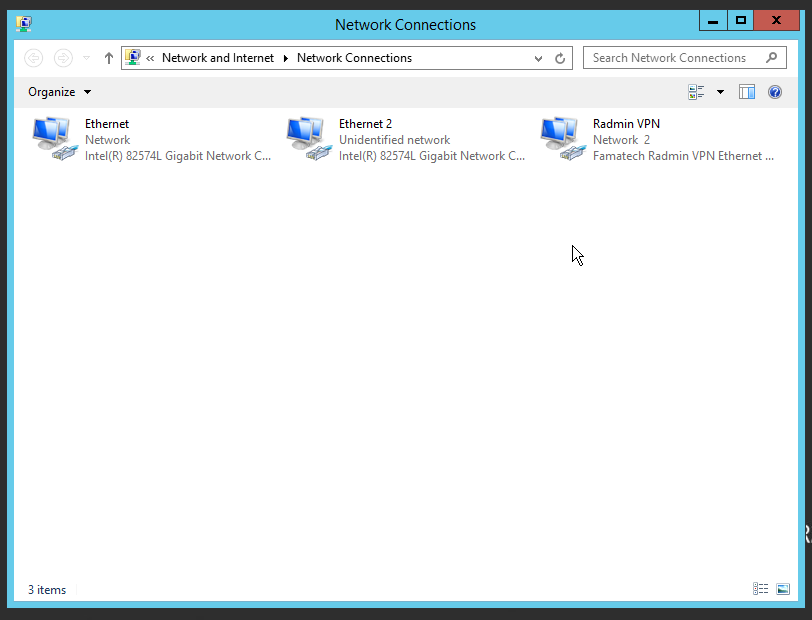 Network Connections
« Network and Internet Network Connections
Search Network Connections
Organize
Ethernet
Network
Intel(R) 82574L Gigabit Network C...
Ethernet 2
Unidentified network
Intel(R) 82574L Gigabit Network C...
Radmin VPN
Network 2
Famatech Radmin VPN Ethernet ...
3 items